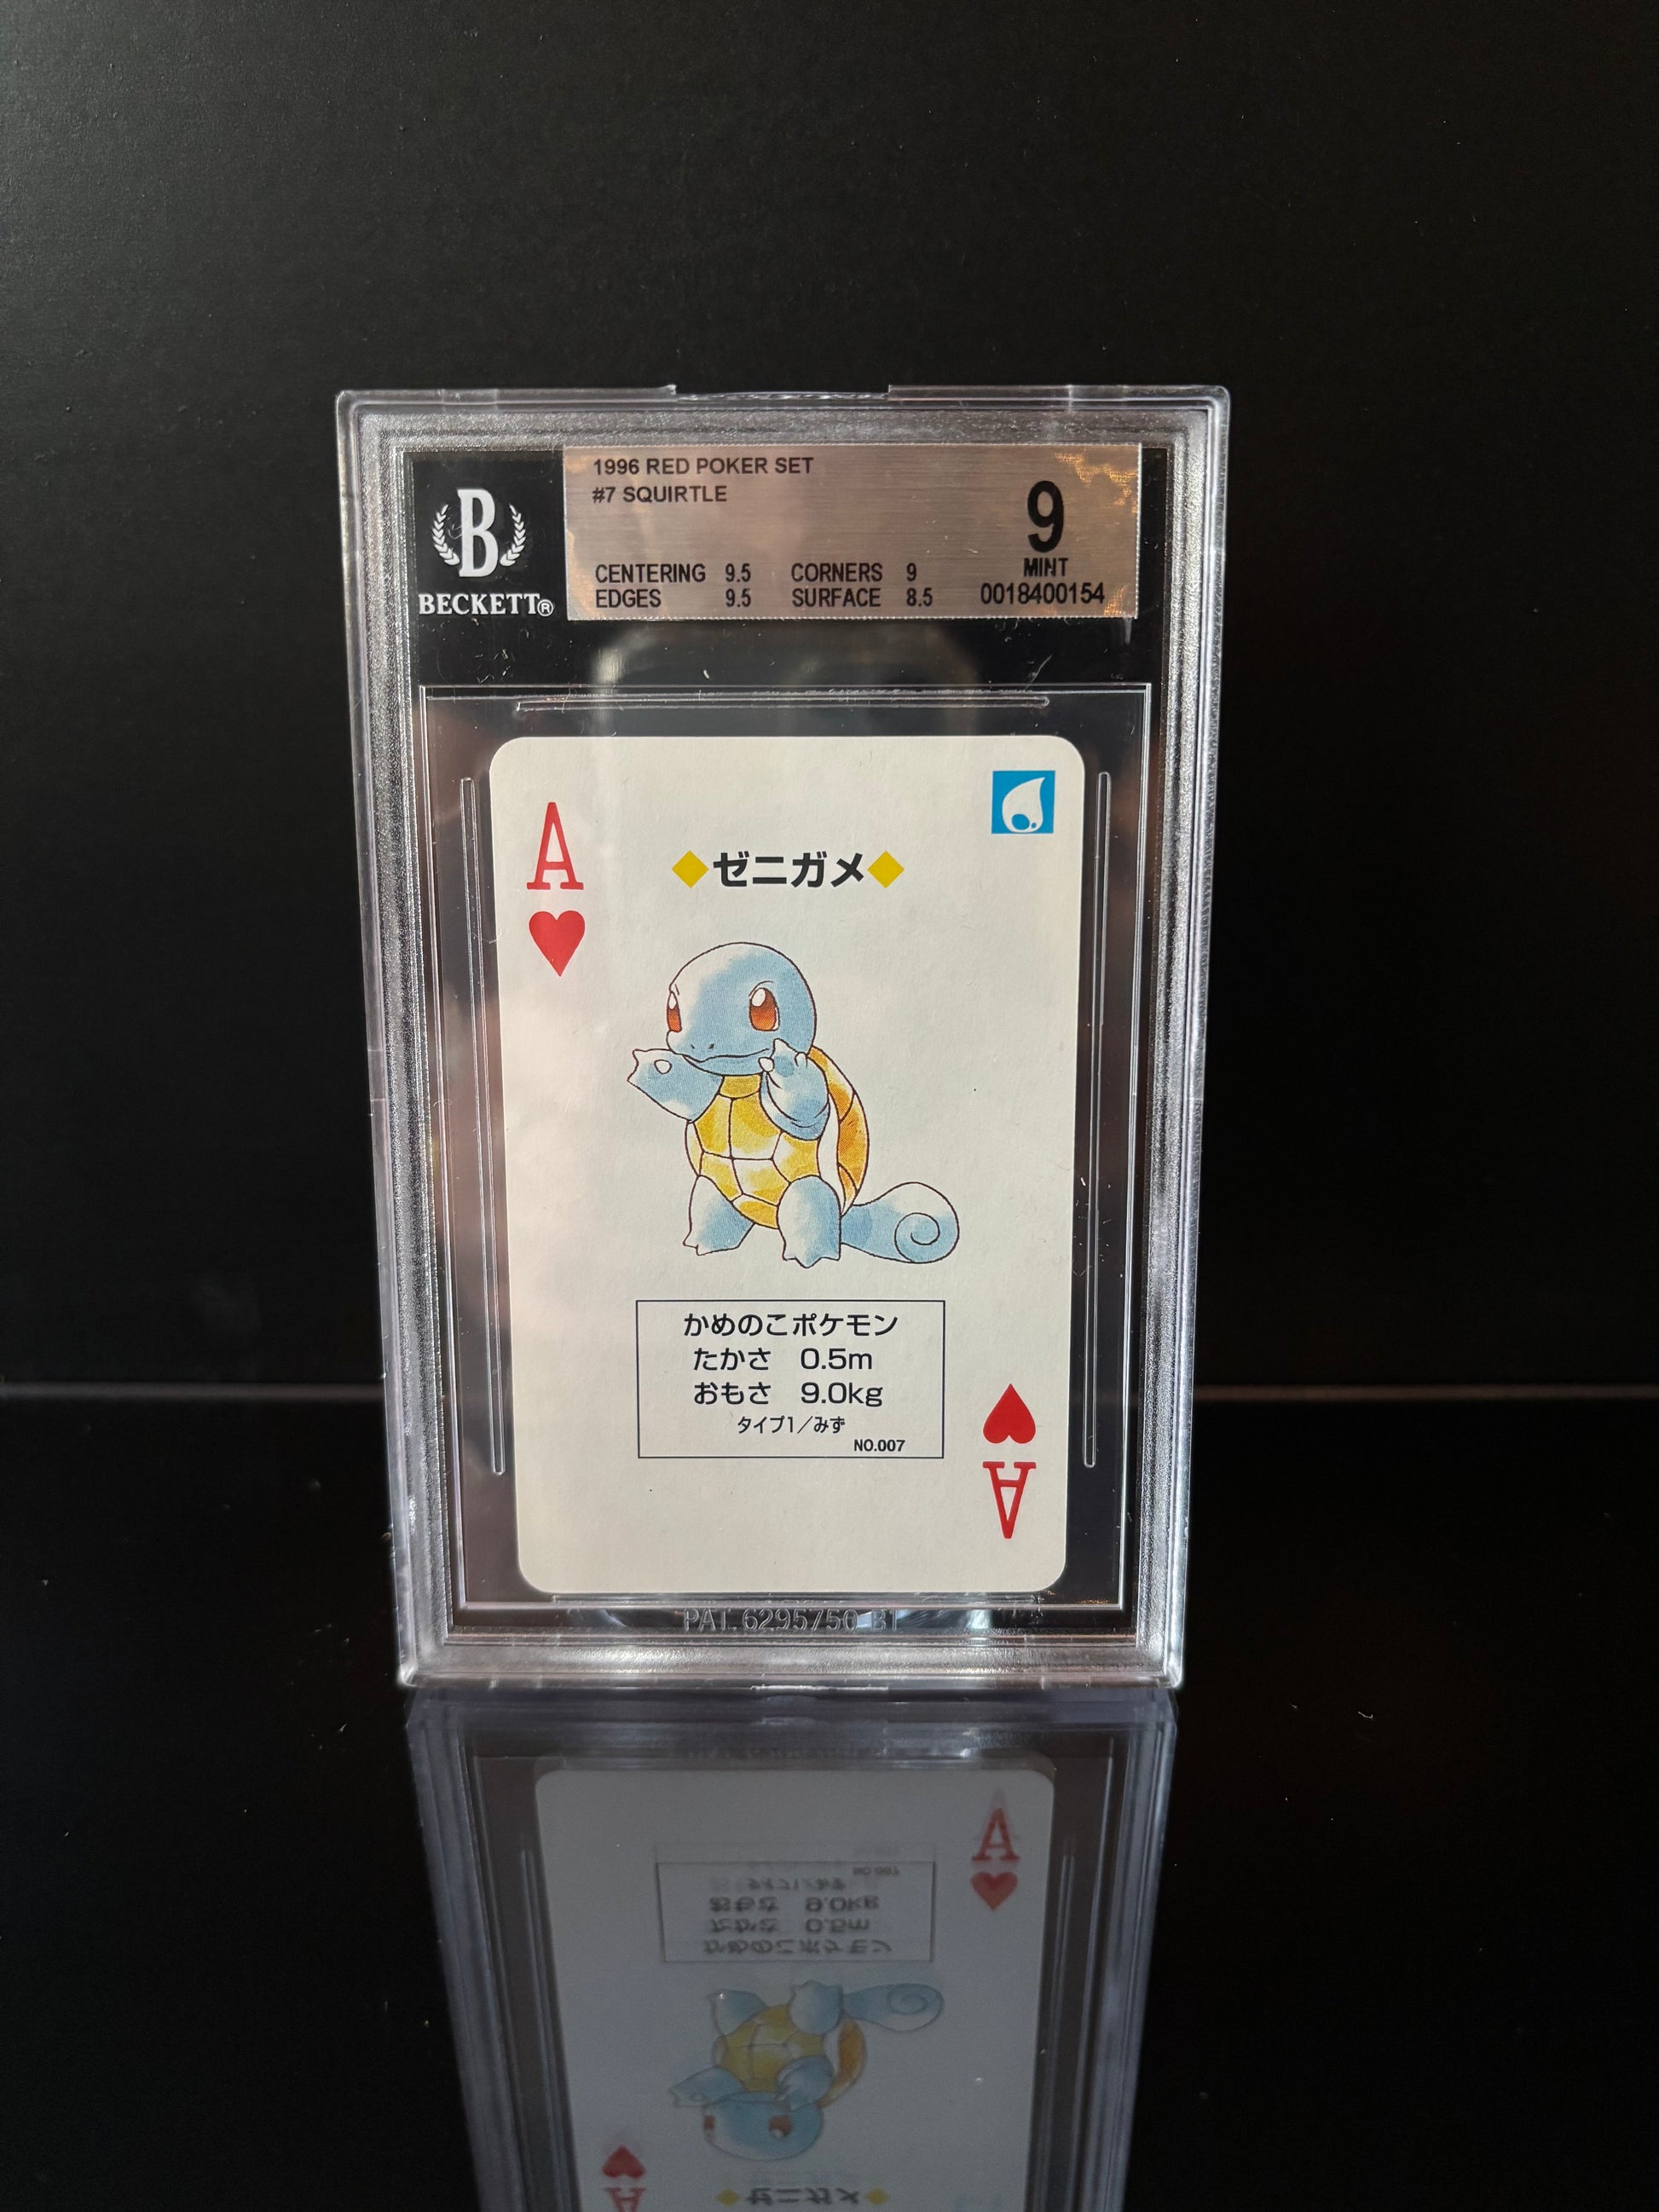 1996 RED POKER SET
#7 SQUIRTLE
9
MINT
CENTERING 9.5 CORNERS 9
EDGES 9.5 SURFACE 8.5
0018400154
B
BECKETT®
A
◆ゼニガメ◆
かめのこポケモン
たかさ 0.5m
おもさ 9.0kg
タイプ1/みず
NO.007
A
PAT.6295750 B1